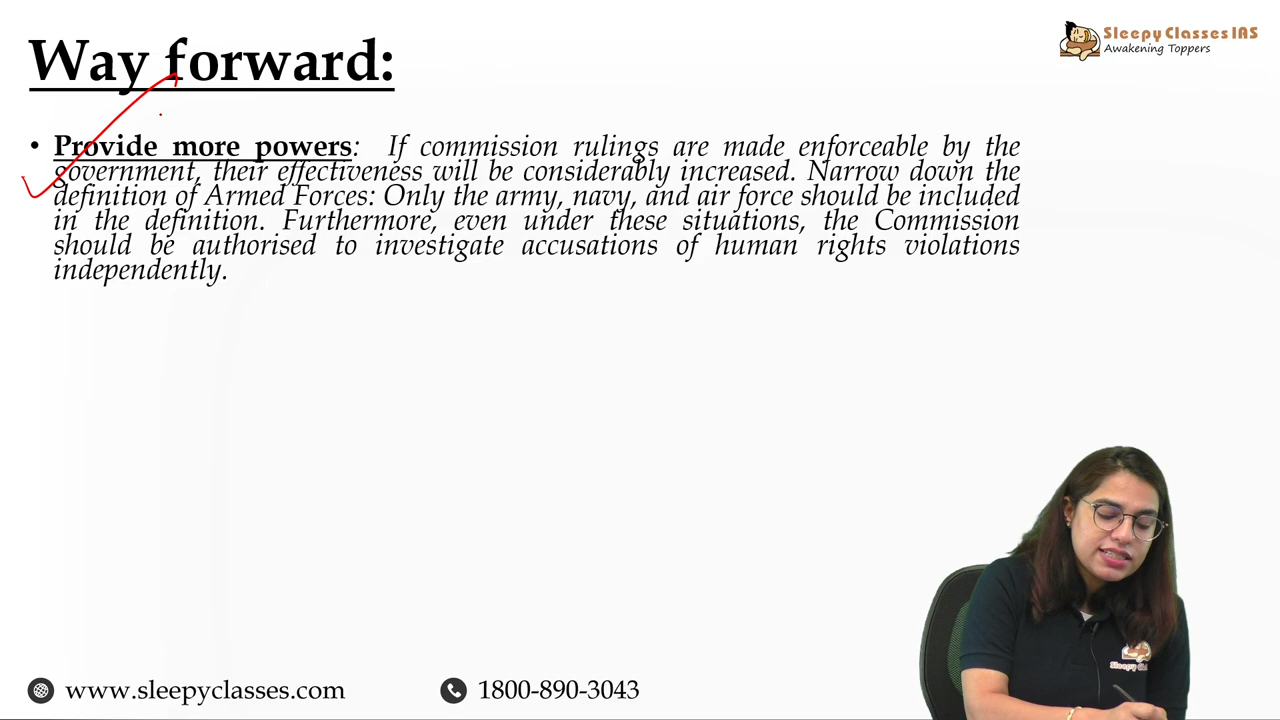 Way forward:
Sleepy Classes IAS
Awakening Toppers
• Provide more powers: If commission rulings are made enforceable by the
government, their effectiveness will be considerably increased. Narrow down the
definition of Armed Forces: Only the army, navy, and air force should be included
in the definition. Furthermore, even under these situations, the Commission
should be authorised to investigate accusations of human rights violations
independently.
www.sleepyclasses.com
1800-890-3043